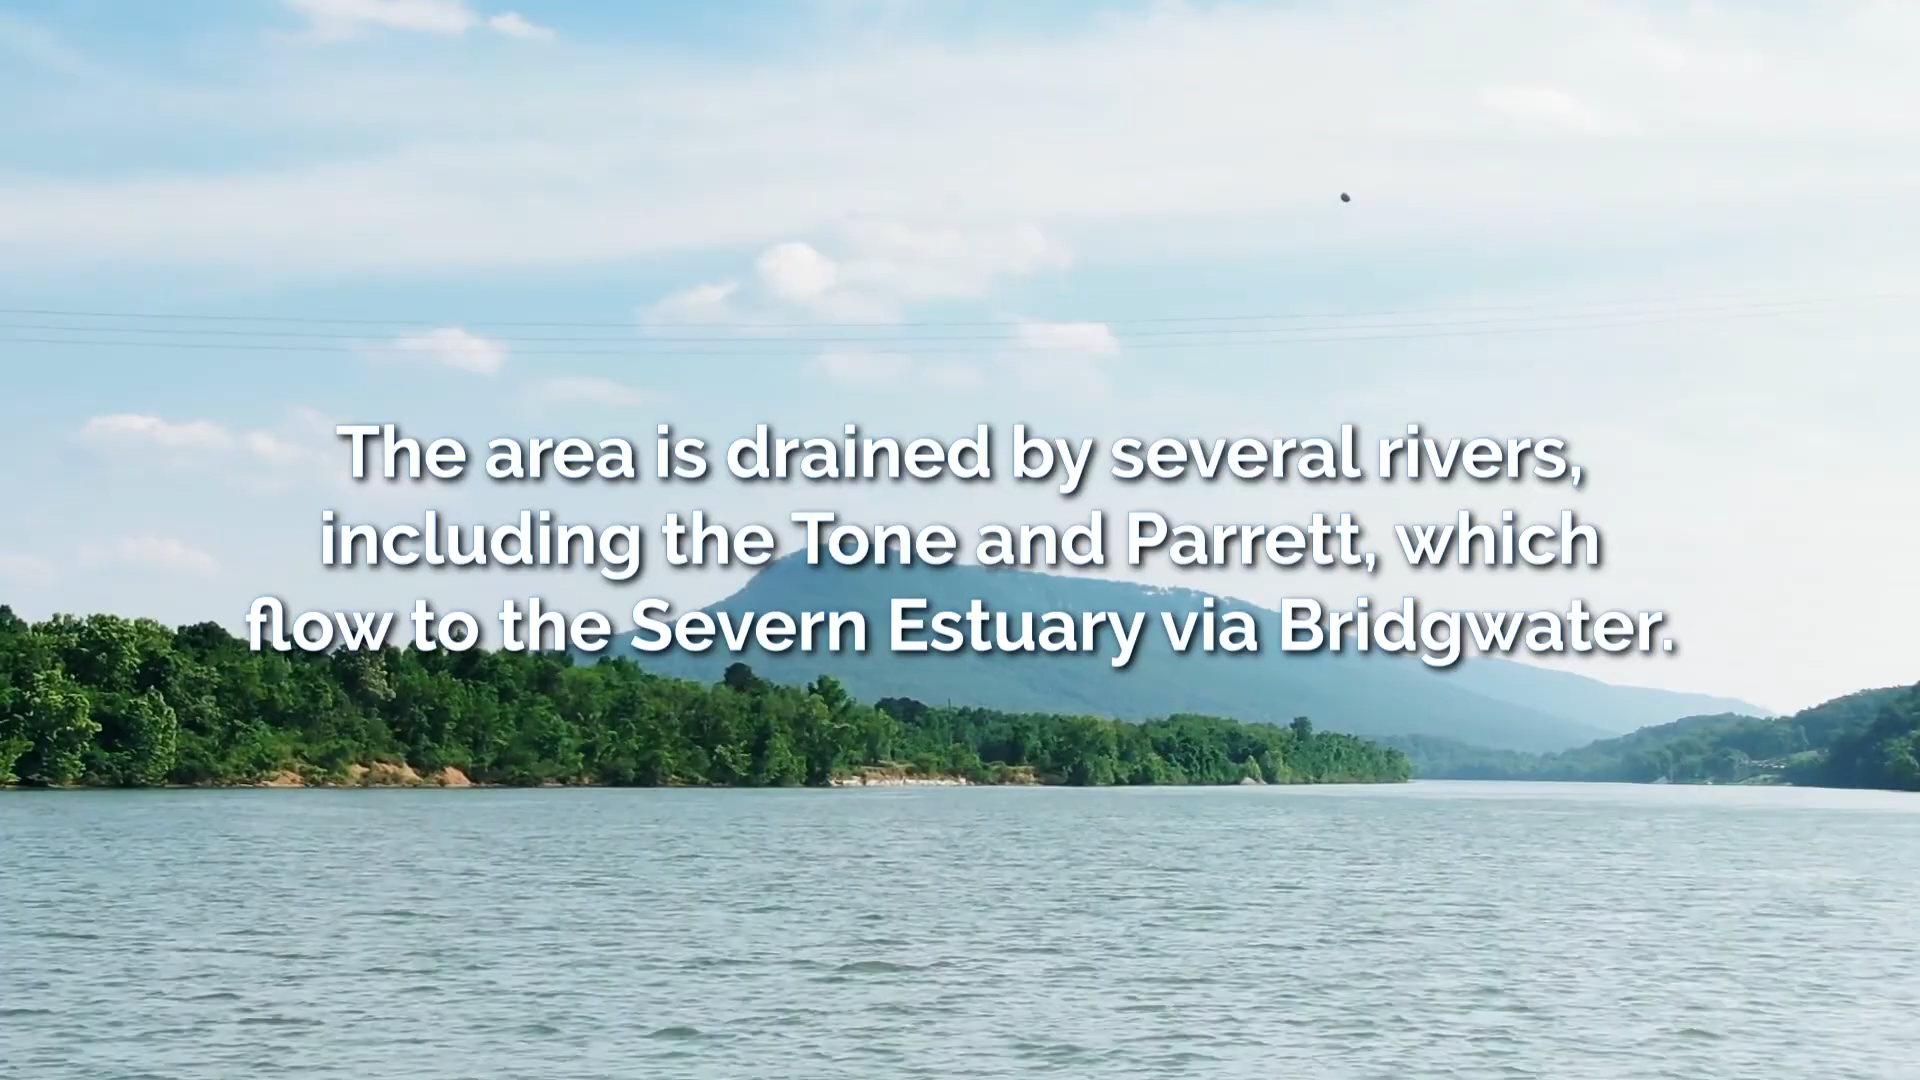 The area is drained by several rivers,
including the Tone and Parrett, which
flow to the Severn Estuary via Bridgwater.